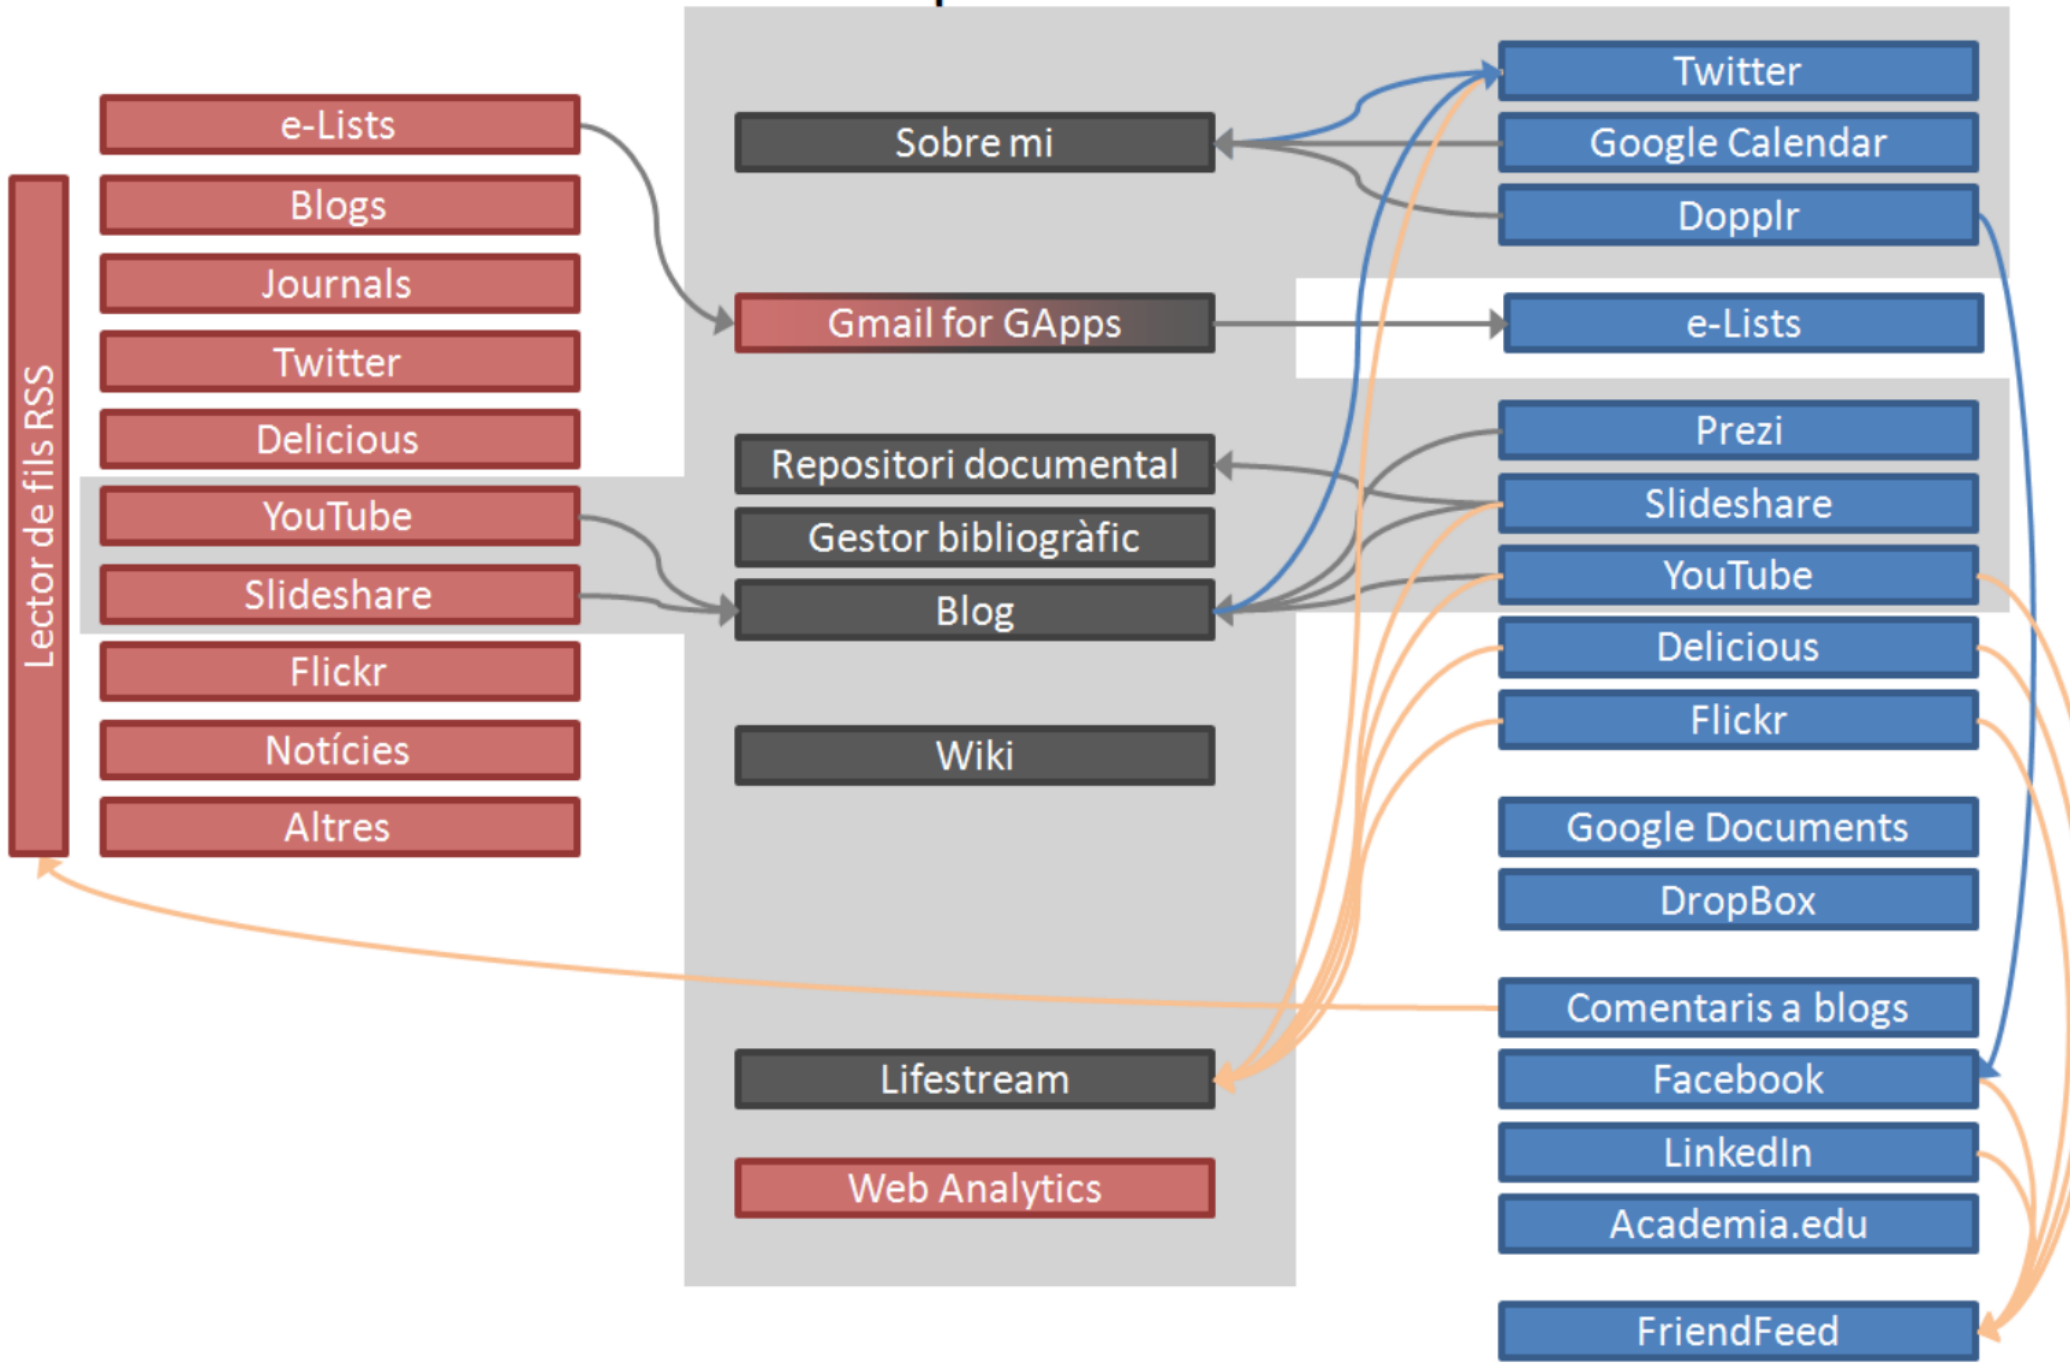 Lector de fils RSS
e-Lists
Blogs
Journals
Twitter
Delicious
YouTube
Slideshare
Flickr
Notícies
Altres
Sobre mi
Gmail for GApps
Repositori documental
Gestor bibliogràfic
Blog
Wiki
Lifestream
Web Analytics
Twitter
Google Calendar
Dopplr
e-Lists
Prezi
Slideshare
YouTube
Delicious
Flickr
Google Documents
DropBox
Comentaris a blogs
Facebook
LinkedIn
Academia.edu
FriendFeed